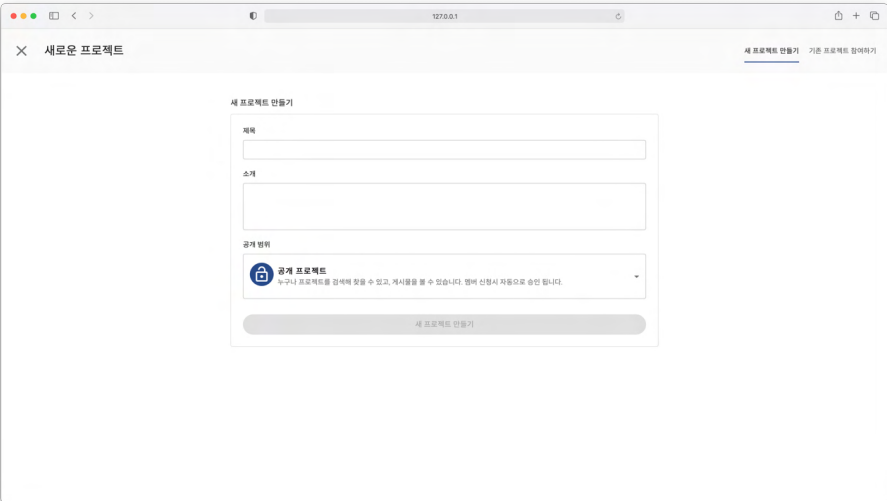 127.0.0.1
새로운 프로젝트
새 프로젝트 만들기 기존 프로젝트 참여하기
새 프로젝트 만들기
제목
소개
공개 범위
공개 프로젝트
누구나 프로젝트를 검색해 찾을 수 있고, 게시물을 볼 수 있습니다. 멤버 신청시 자동으로 승인 됩니다.
새 프로젝트 만들기